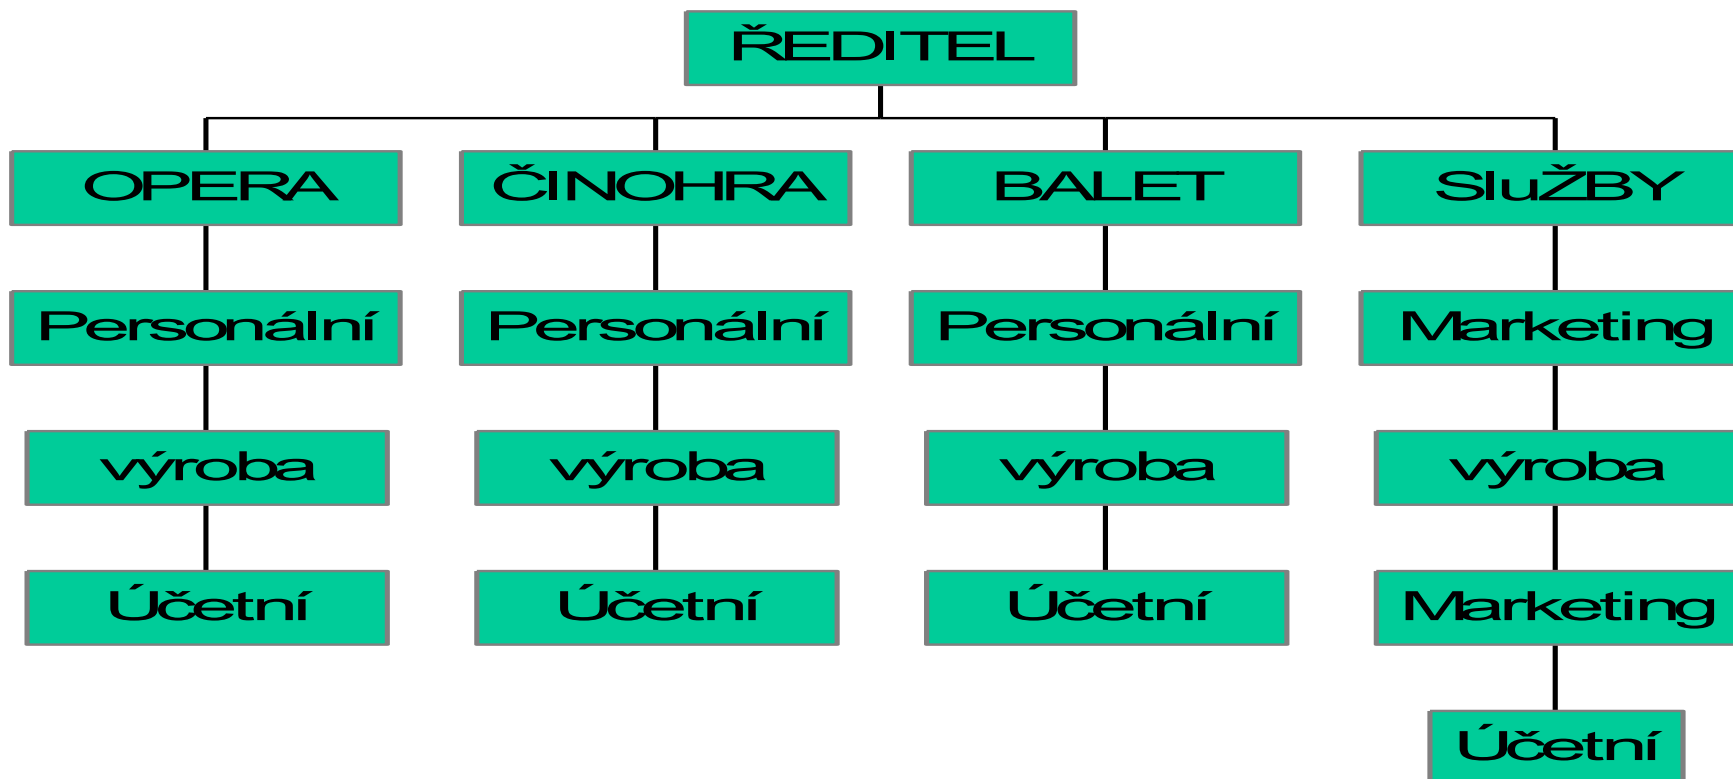 ŘEDITEL
OPERA
ČINOHRA
BALET
SluŽBY
Personální
Personální
Personální
Marketing
výroba
výroba
výroba
výroba
Účetní
Účetní
Účetní
Marketing
Účetní